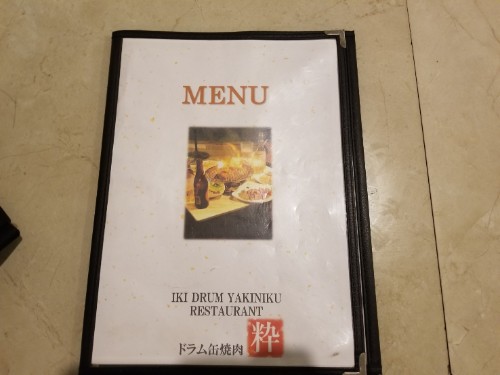 MENU
IKI DRUM YAKINIKU
RESTAURANT
ドラム缶焼肉 粋